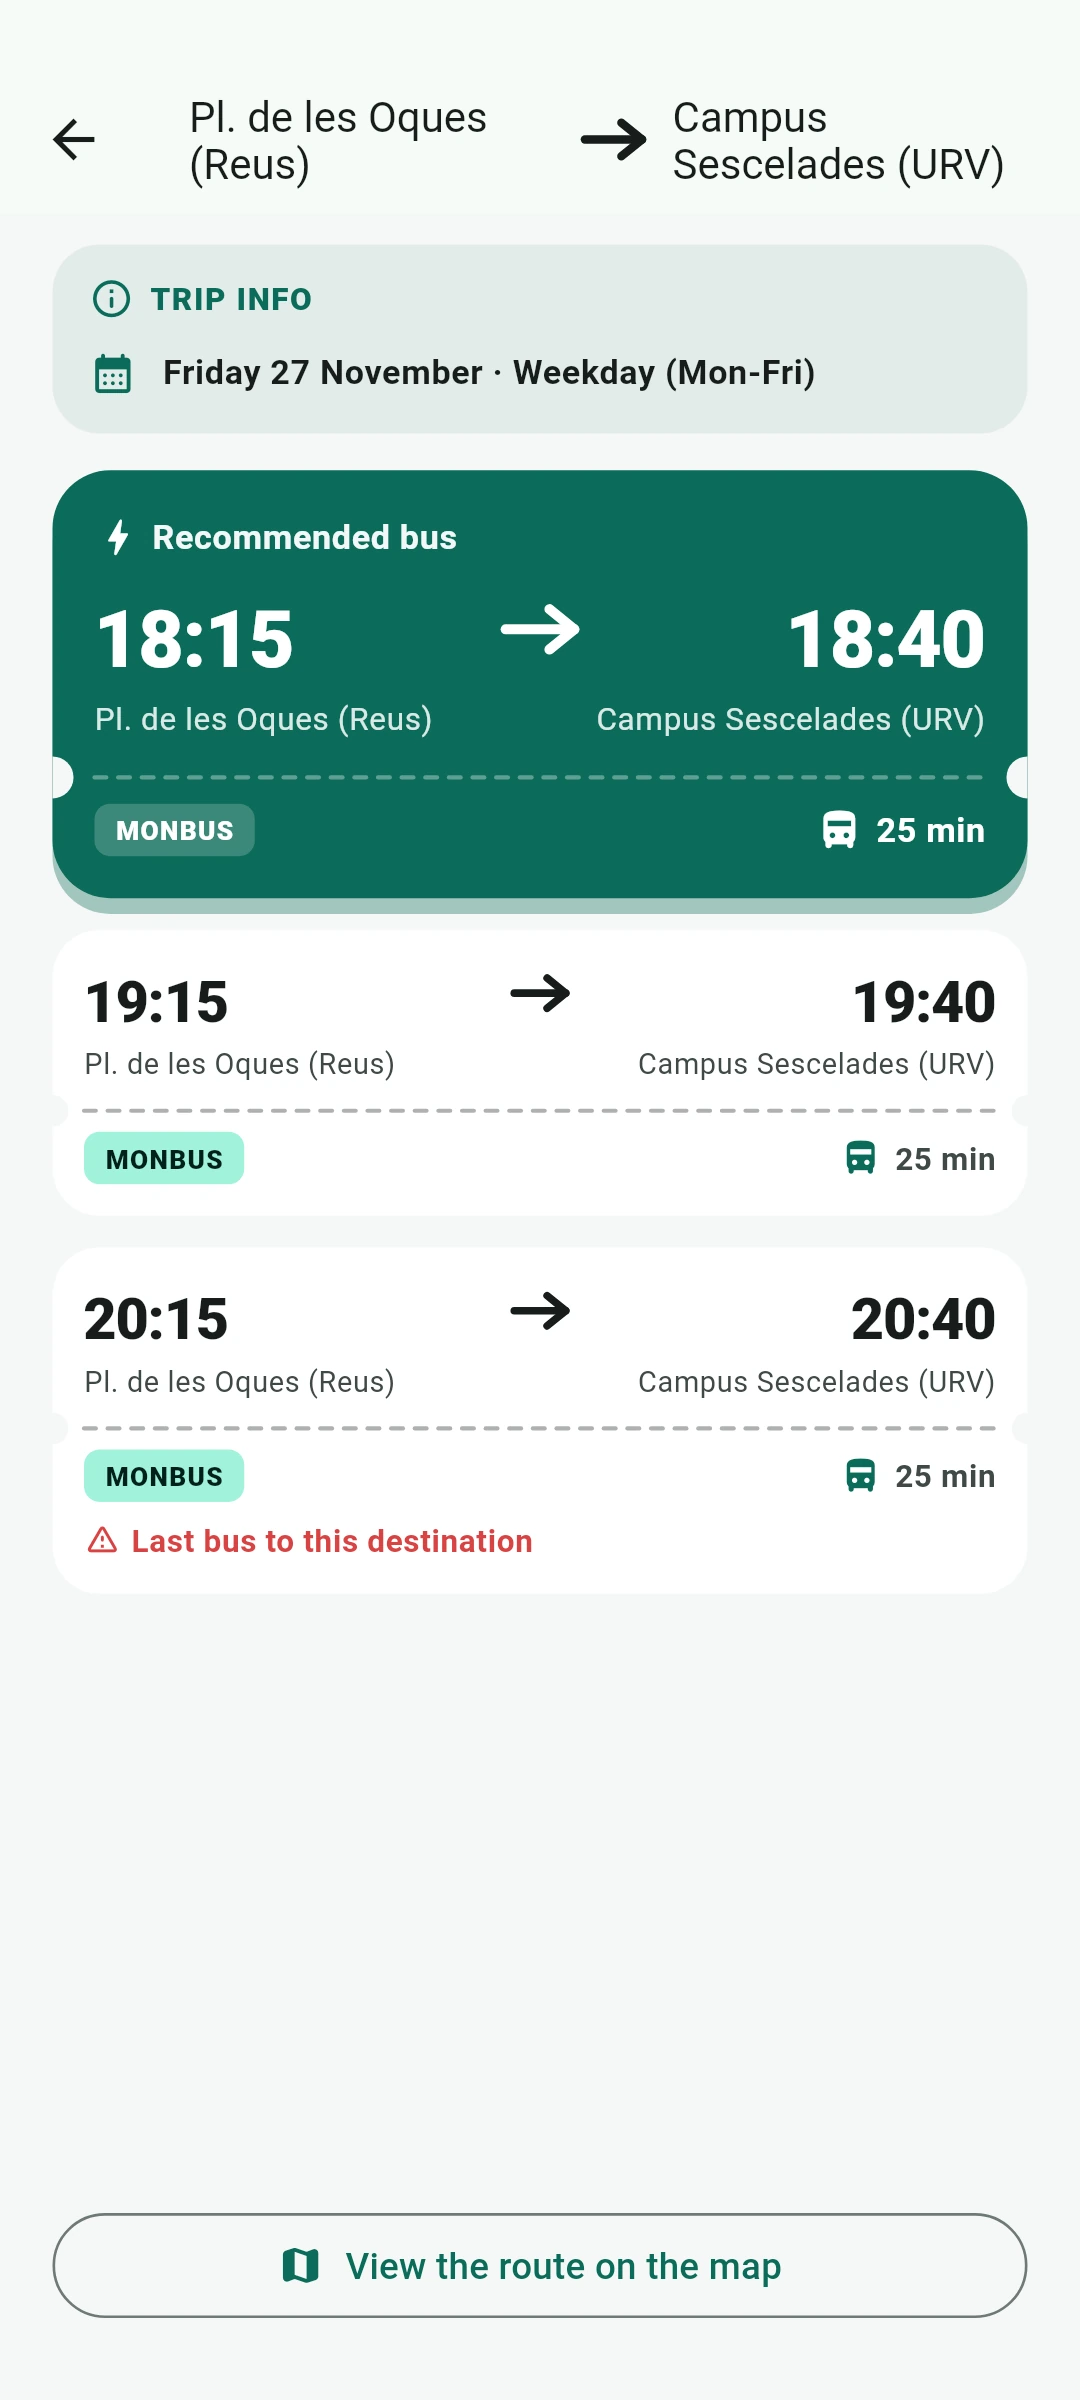 Pl. de les Oques
(Reus)
Campus
Sescelades (URV)
TRIP INFO
Friday 27 November · Weekday (Mon-Fri)
Recommended bus
18:15
18:40
Pl. de les Oques (Reus)
Campus Sescelades (URV)
MONBUS
25 min
19:15
19:40
Pl. de les Oques (Reus)
Campus Sescelades (URV)
MONBUS
25 min
20:15
20:40
Pl. de les Oques (Reus)
Campus Sescelades (URV)
MONBUS
25 min
Last bus to this destination
View the route on the map